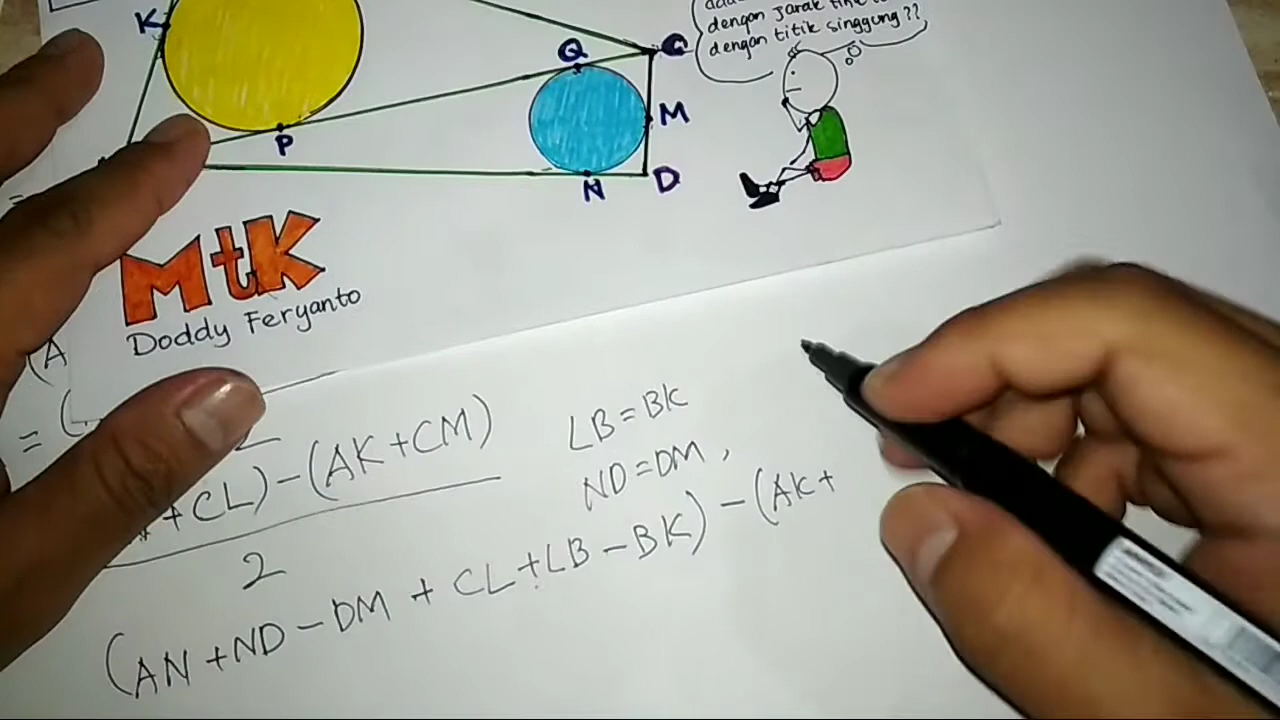 dengan jarak titik
dengan titik singgung??
K
Q
C
M
P
N
D
MtK
Doddy Feryanto
(A
= (
+CL)-(AK+CM)
2
LB=BK
ND=DM,
(AN+ND-DM+CL+LB-BK)-(AK+